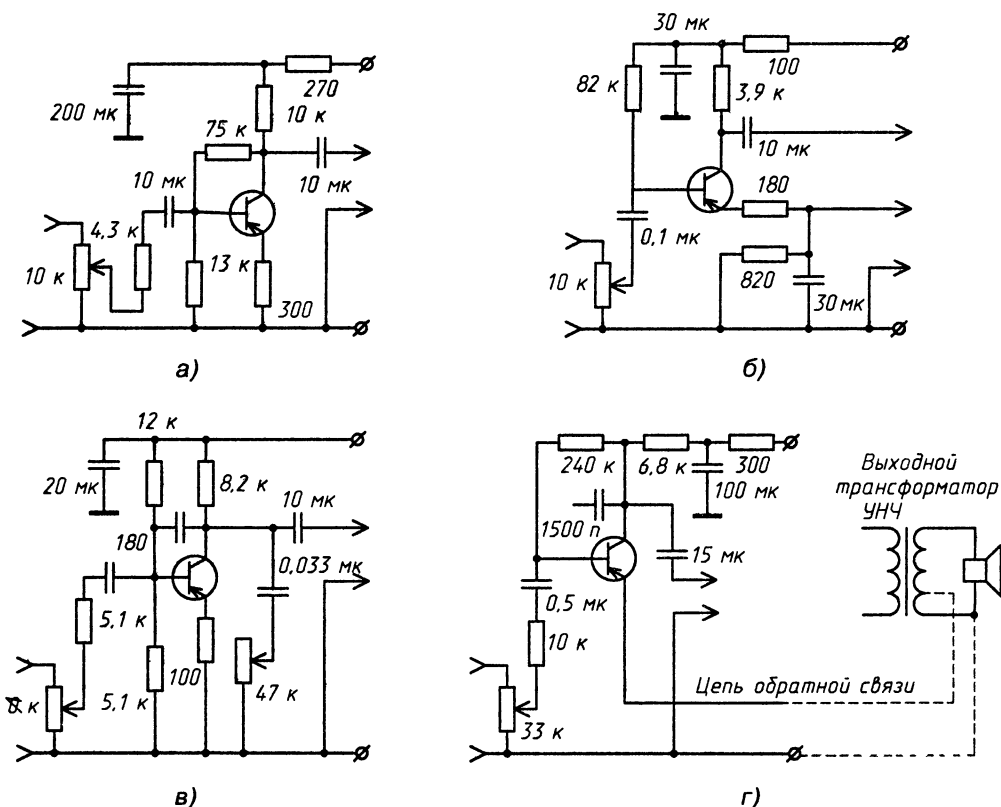 200 мк
270
10 к
75 к
10 мк
10 мк
4,3 к
10 к
13 к
300
а)
30 мк
82 к
100
3,9 к
10 мк
180
0,1 мк
10 к
820
30 мк
б)
12 к
20 мк
8,2 к
10 мк
180
0,033 мк
5,1 к
100
к
5,1 к
47 к
в)
240 к
6,8 к
300
100 мк
1500 п
15 мк
0,5 мк
10 к
33 к
Выходной
трансформатор
УНЧ
Цепь обратной связи
г)